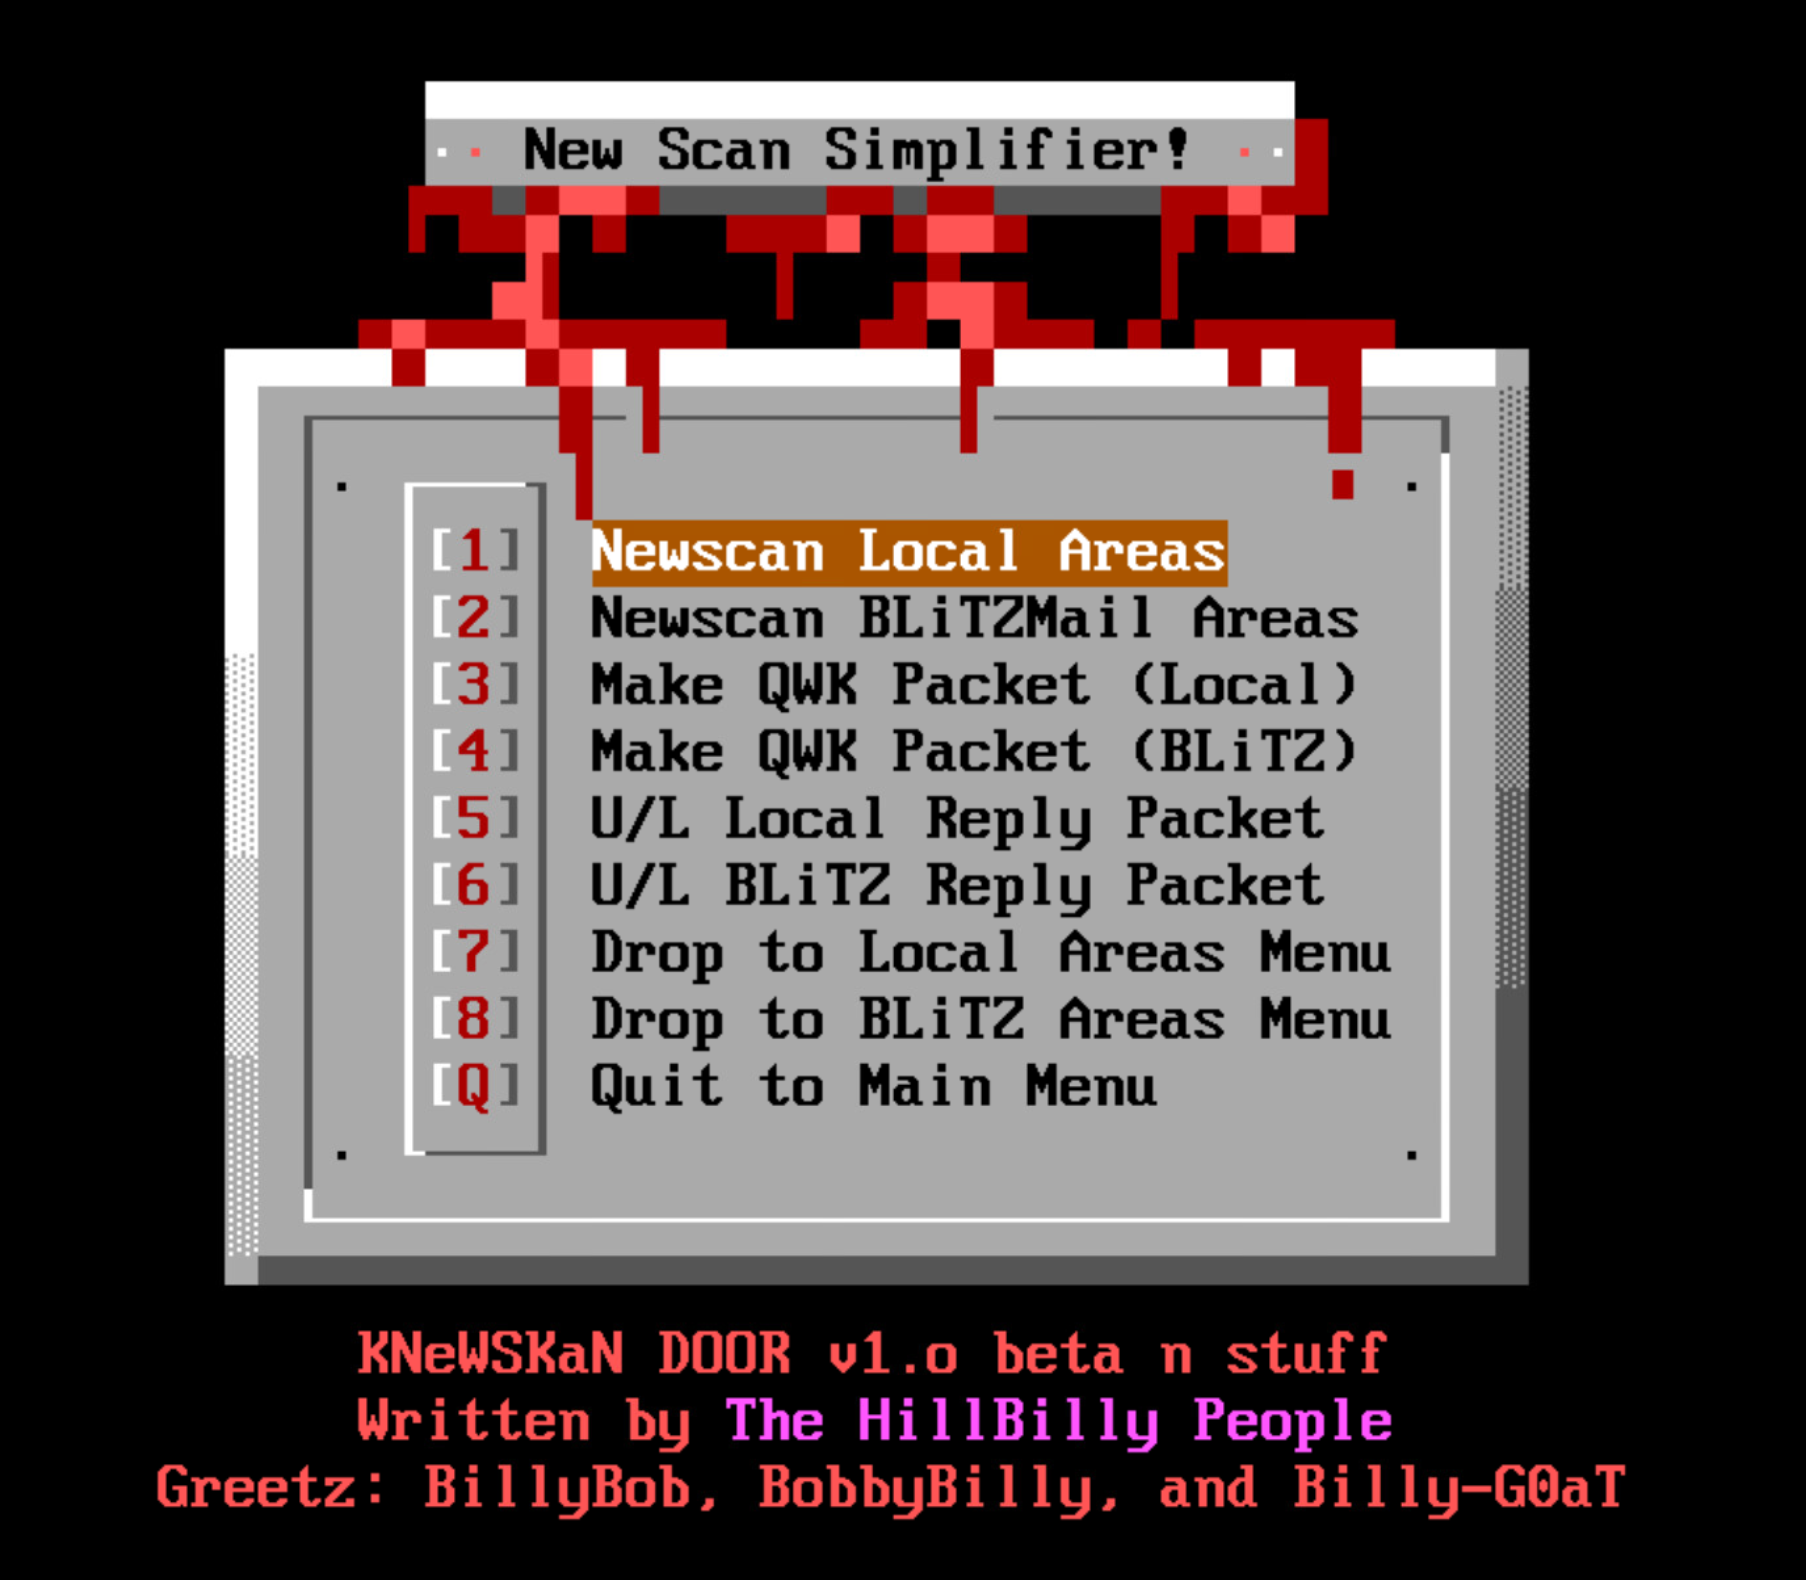 New Scan Simplifier!
[1] Newscan Local Areas
[2] Newscan BLiTZMail Areas
[3] Make QWK Packet (Local)
[4] Make QWK Packet (BLiTZ)
[5] U/L Local Reply Packet
[6] U/L BLiTZ Reply Packet
[7] Drop to Local Areas Menu
[8] Drop to BLiTZ Areas Menu
[Q] Quit to Main Menu
KNeWSKaN DOOR v1.o beta n stuff
Written by The HillBilly People
Greetz: BillyBob, BobbyBilly, and Billy-G0aT